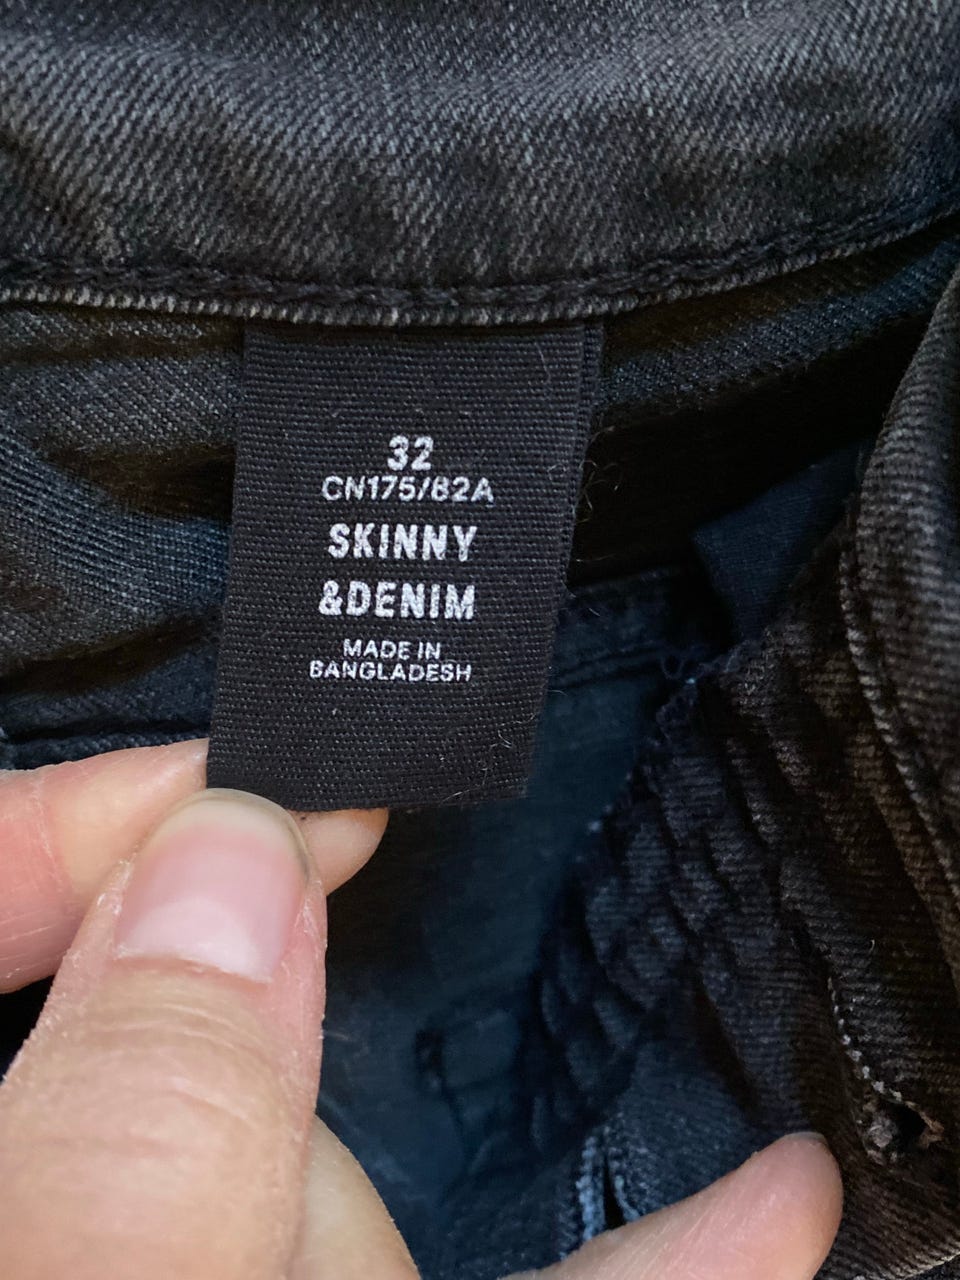 32
CN175/82A
SKINNY
&DENIM
MADE IN
BANGLADESH